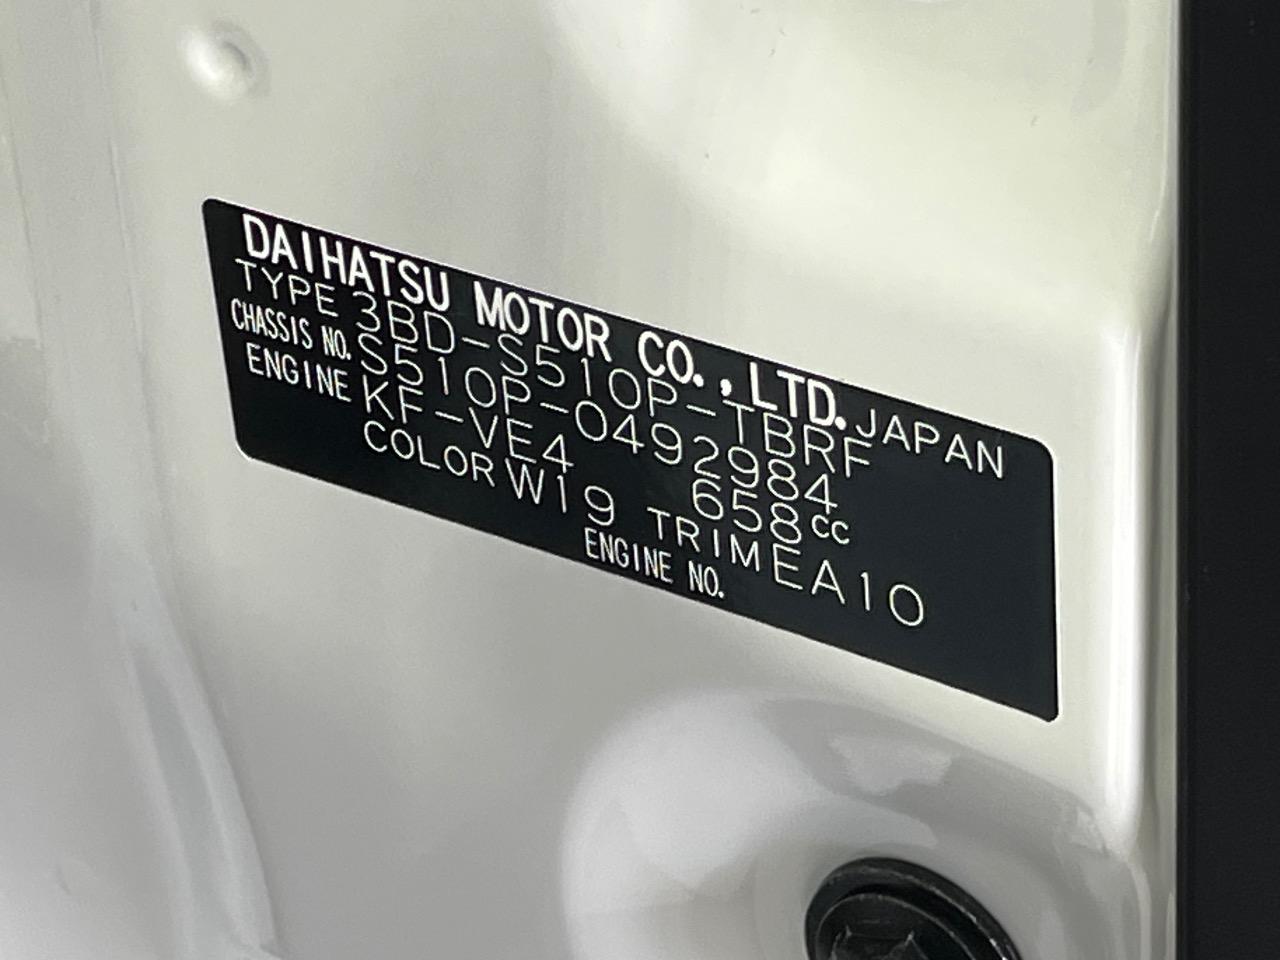 DAIHATSU MOTOR CO., LTD. JAPAN
TYPE 3BD-S510P-TBRF
CHASSIS NO. S510P-0492984
ENGINE KF-VE4 658cc
COLOR W19 TRIM EA10
ENGINE NO.